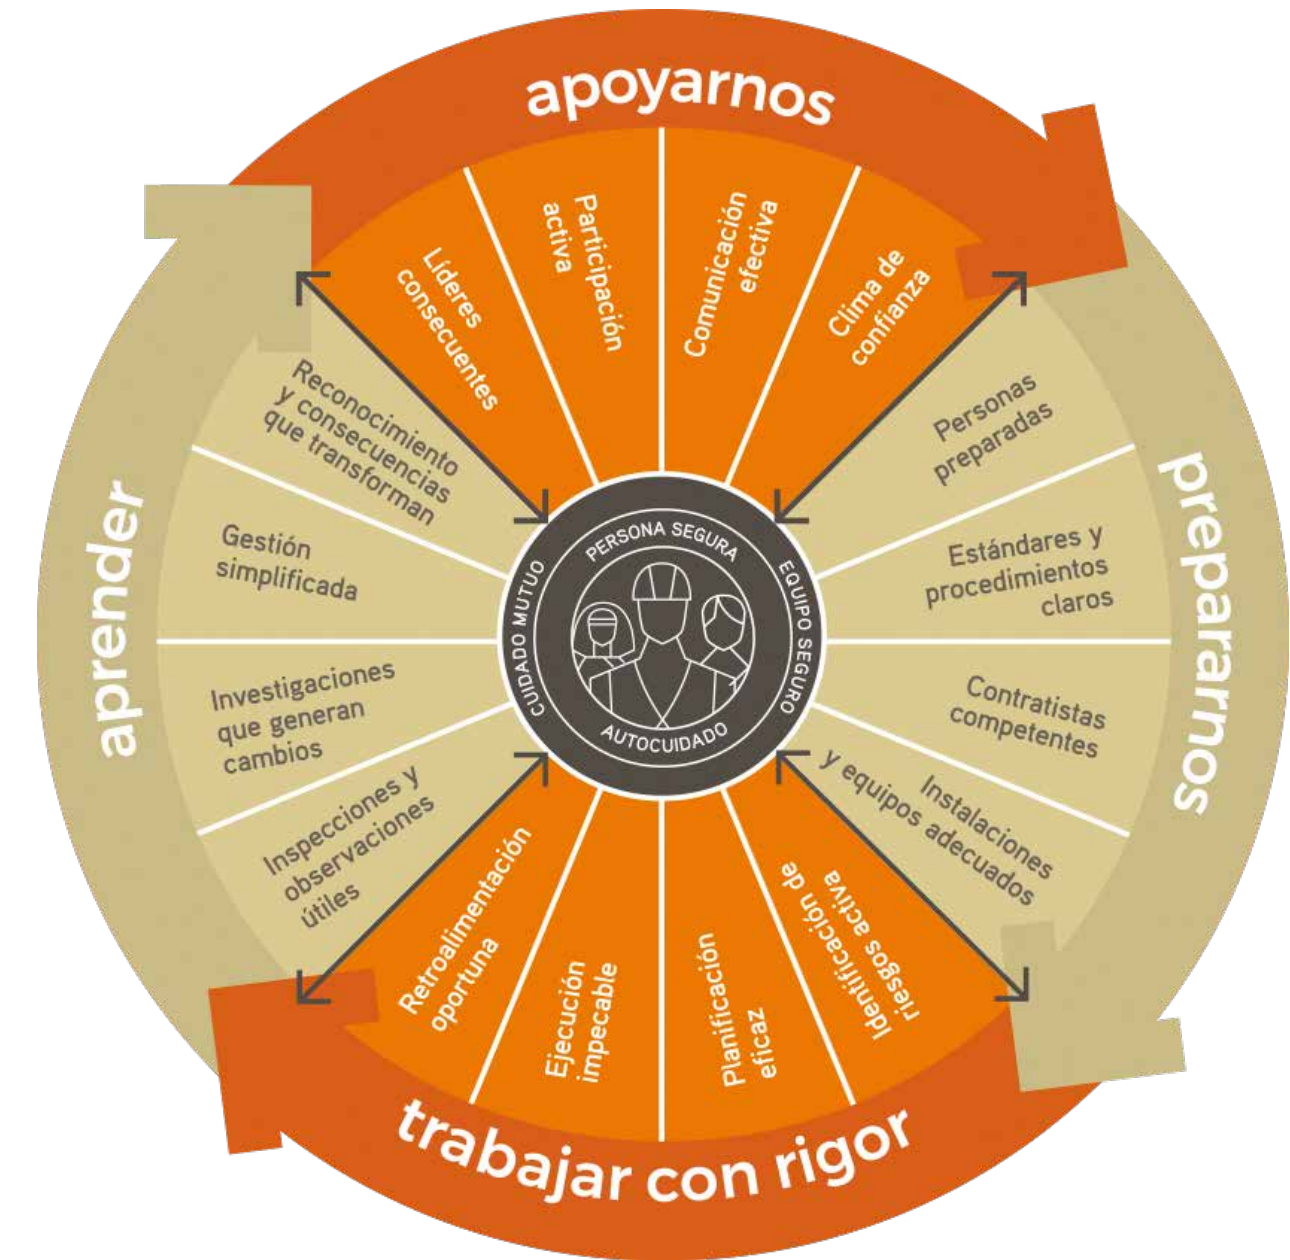 apoyarnos
Líderes
consecuentes
Participación
activa
Comunicación
efectiva
Clima de
confianza
prepararnos
Personas
preparadas
Estándares y
procedimientos
claros
Contratistas
competentes
Instalaciones
y equipos adecuados
trabajar con rigor
Identificación de
riesgos activa
Planificación
eficaz
Ejecución
impecable
Retroalimentación
oportuna
aprender
Inspecciones y
observaciones
útiles
Investigaciones
que generan
cambios
Gestión
simplificada
Reconocimiento
y consecuencias
que transforman
PERSONA SEGURA
EQUIPO SEGURO
AUTOCUIDADO
CUIDADO MUTUO